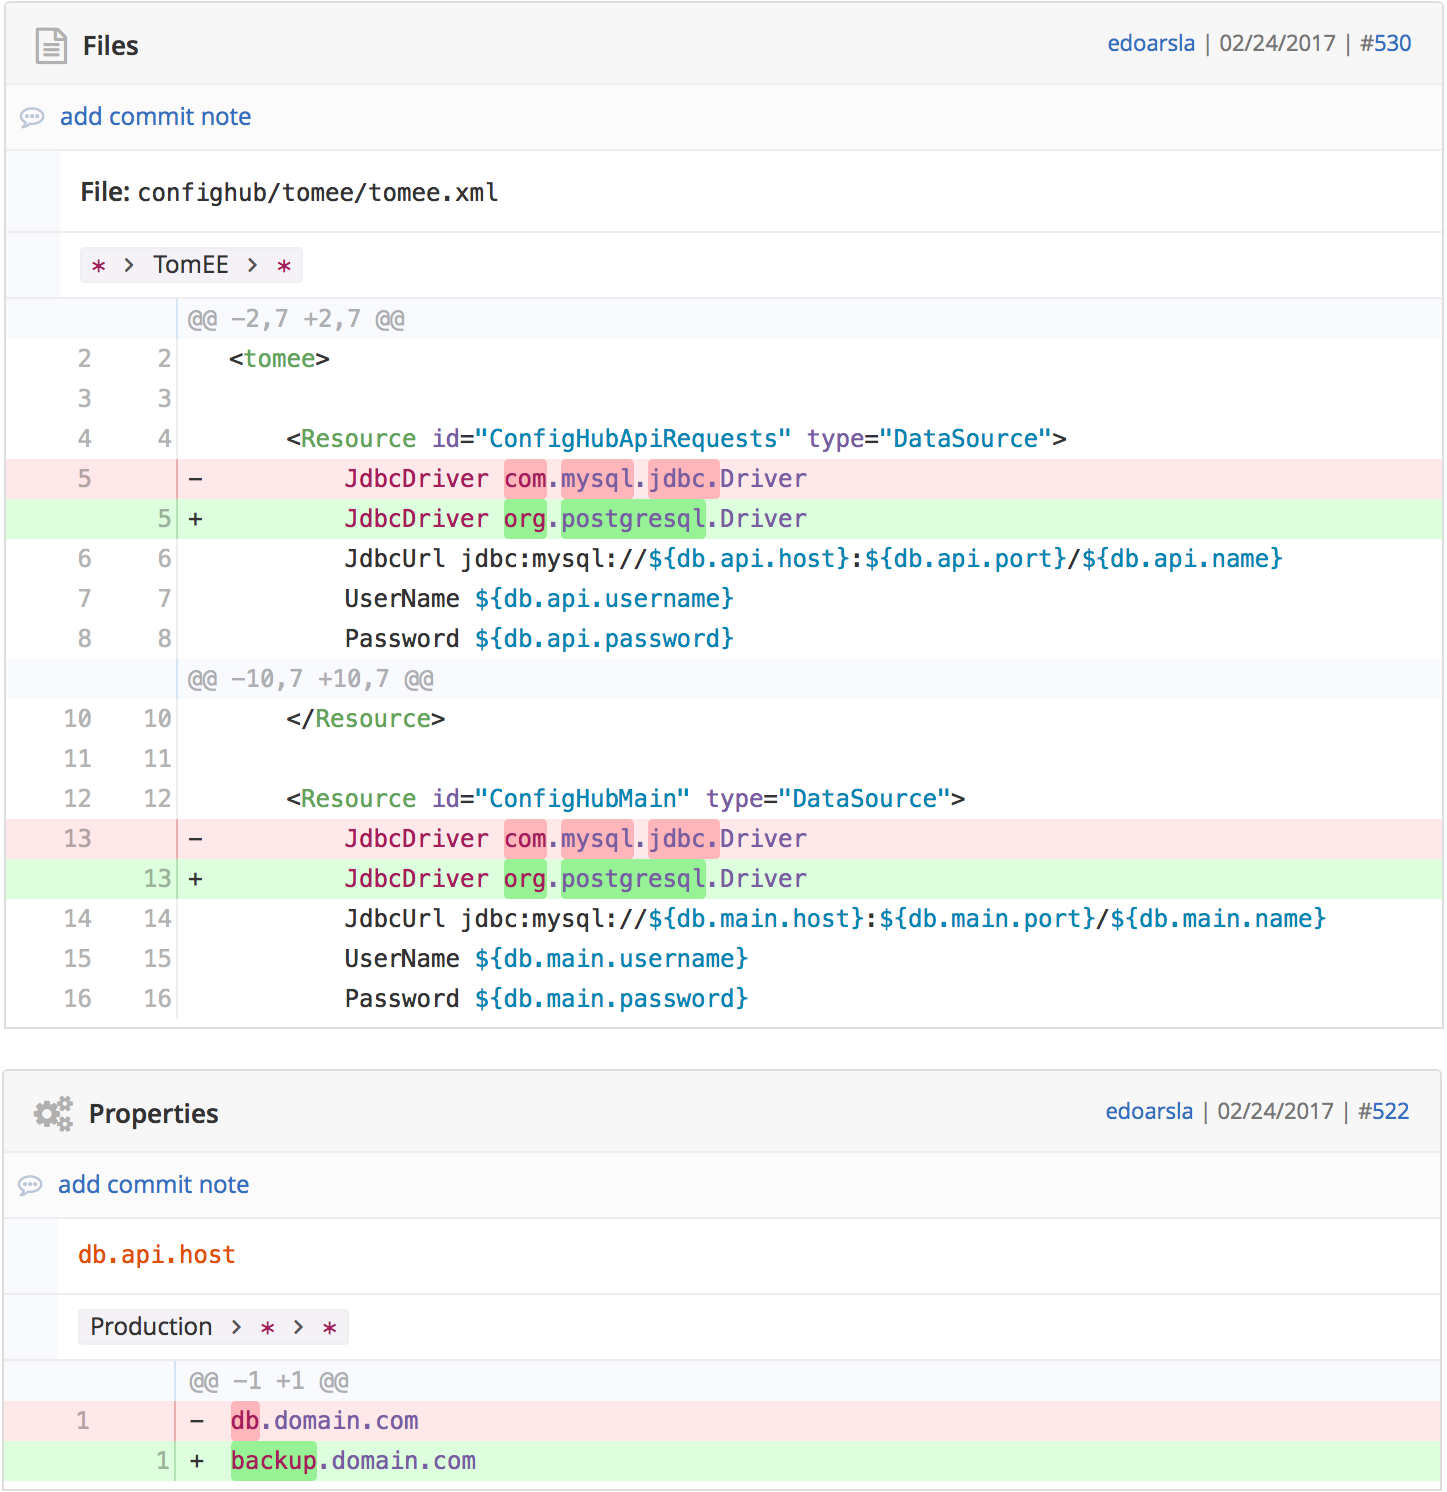 Files
edoarsla | 02/24/2017 | #530
add commit note
File: confighub/tomee/tomee.xml
* > TomEE > *
@@ −2,7 +2,7 @@
2 2 <tomee>
3 3
4 4 <Resource id="ConfigHubApiRequests" type="DataSource">
5 − JdbcDriver com.mysql.jdbc.Driver
5 + JdbcDriver org.postgresql.Driver
6 6 JdbcUrl jdbc:mysql://${db.api.host}:${db.api.port}/${db.api.name}
7 7 UserName ${db.api.username}
8 8 Password ${db.api.password}
@@ −10,7 +10,7 @@
10 10 </Resource>
11 11
12 12 <Resource id="ConfigHubMain" type="DataSource">
13 − JdbcDriver com.mysql.jdbc.Driver
13 + JdbcDriver org.postgresql.Driver
14 14 JdbcUrl jdbc:mysql://${db.main.host}:${db.main.port}/${db.main.name}
15 15 UserName ${db.main.username}
16 16 Password ${db.main.password}
Properties
edoarsla | 02/24/2017 | #522
add commit note
db.api.host
Production > * > *
@@ −1 +1 @@
1 − db.domain.com
1 + backup.domain.com